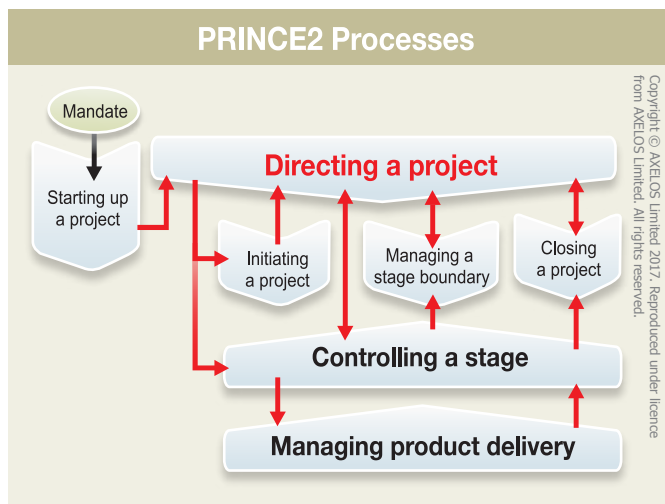 PRINCE2 Processes
Mandate
Starting up
a project
Directing a project
Initiating
a project
Managing a
stage boundary
Closing
a project
Controlling a stage
Managing product delivery
Copyright © AXELOS Limited 2017. Reproduced under licence
from AXELOS Limited. All rights reserved.